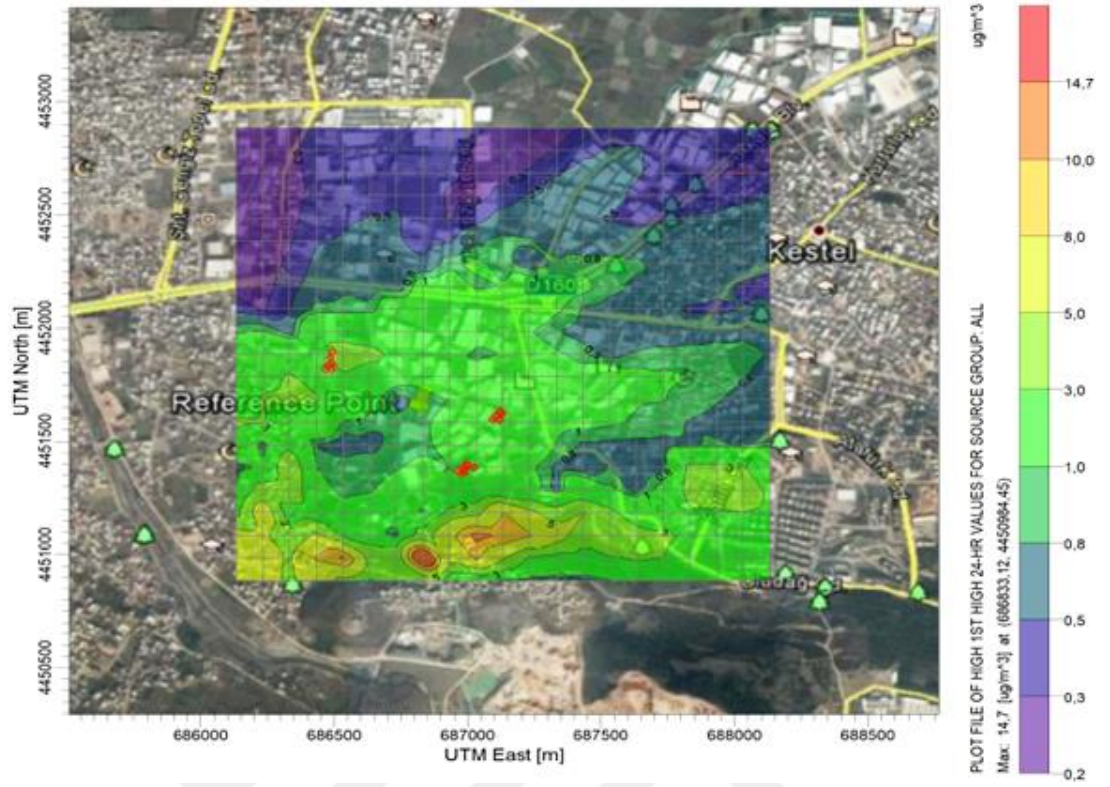 UTM North [m]
4453000
4452500
4452000
4451500
4451000
4450500
Kestel
D160
Reference Point
686000
686500
687000
687500
688000
688500
UTM East [m]
PLOT FILE OF HIGH 1ST HIGH 24-HR VALUES FOR SOURCE GROUP: ALL
Max: 14,7 [ug/m^3] at (686833,12, 4450984,45)
ug/m^3
14,7
10,0
8,0
5,0
3,0
1,0
0,8
0,5
0,3
0,2